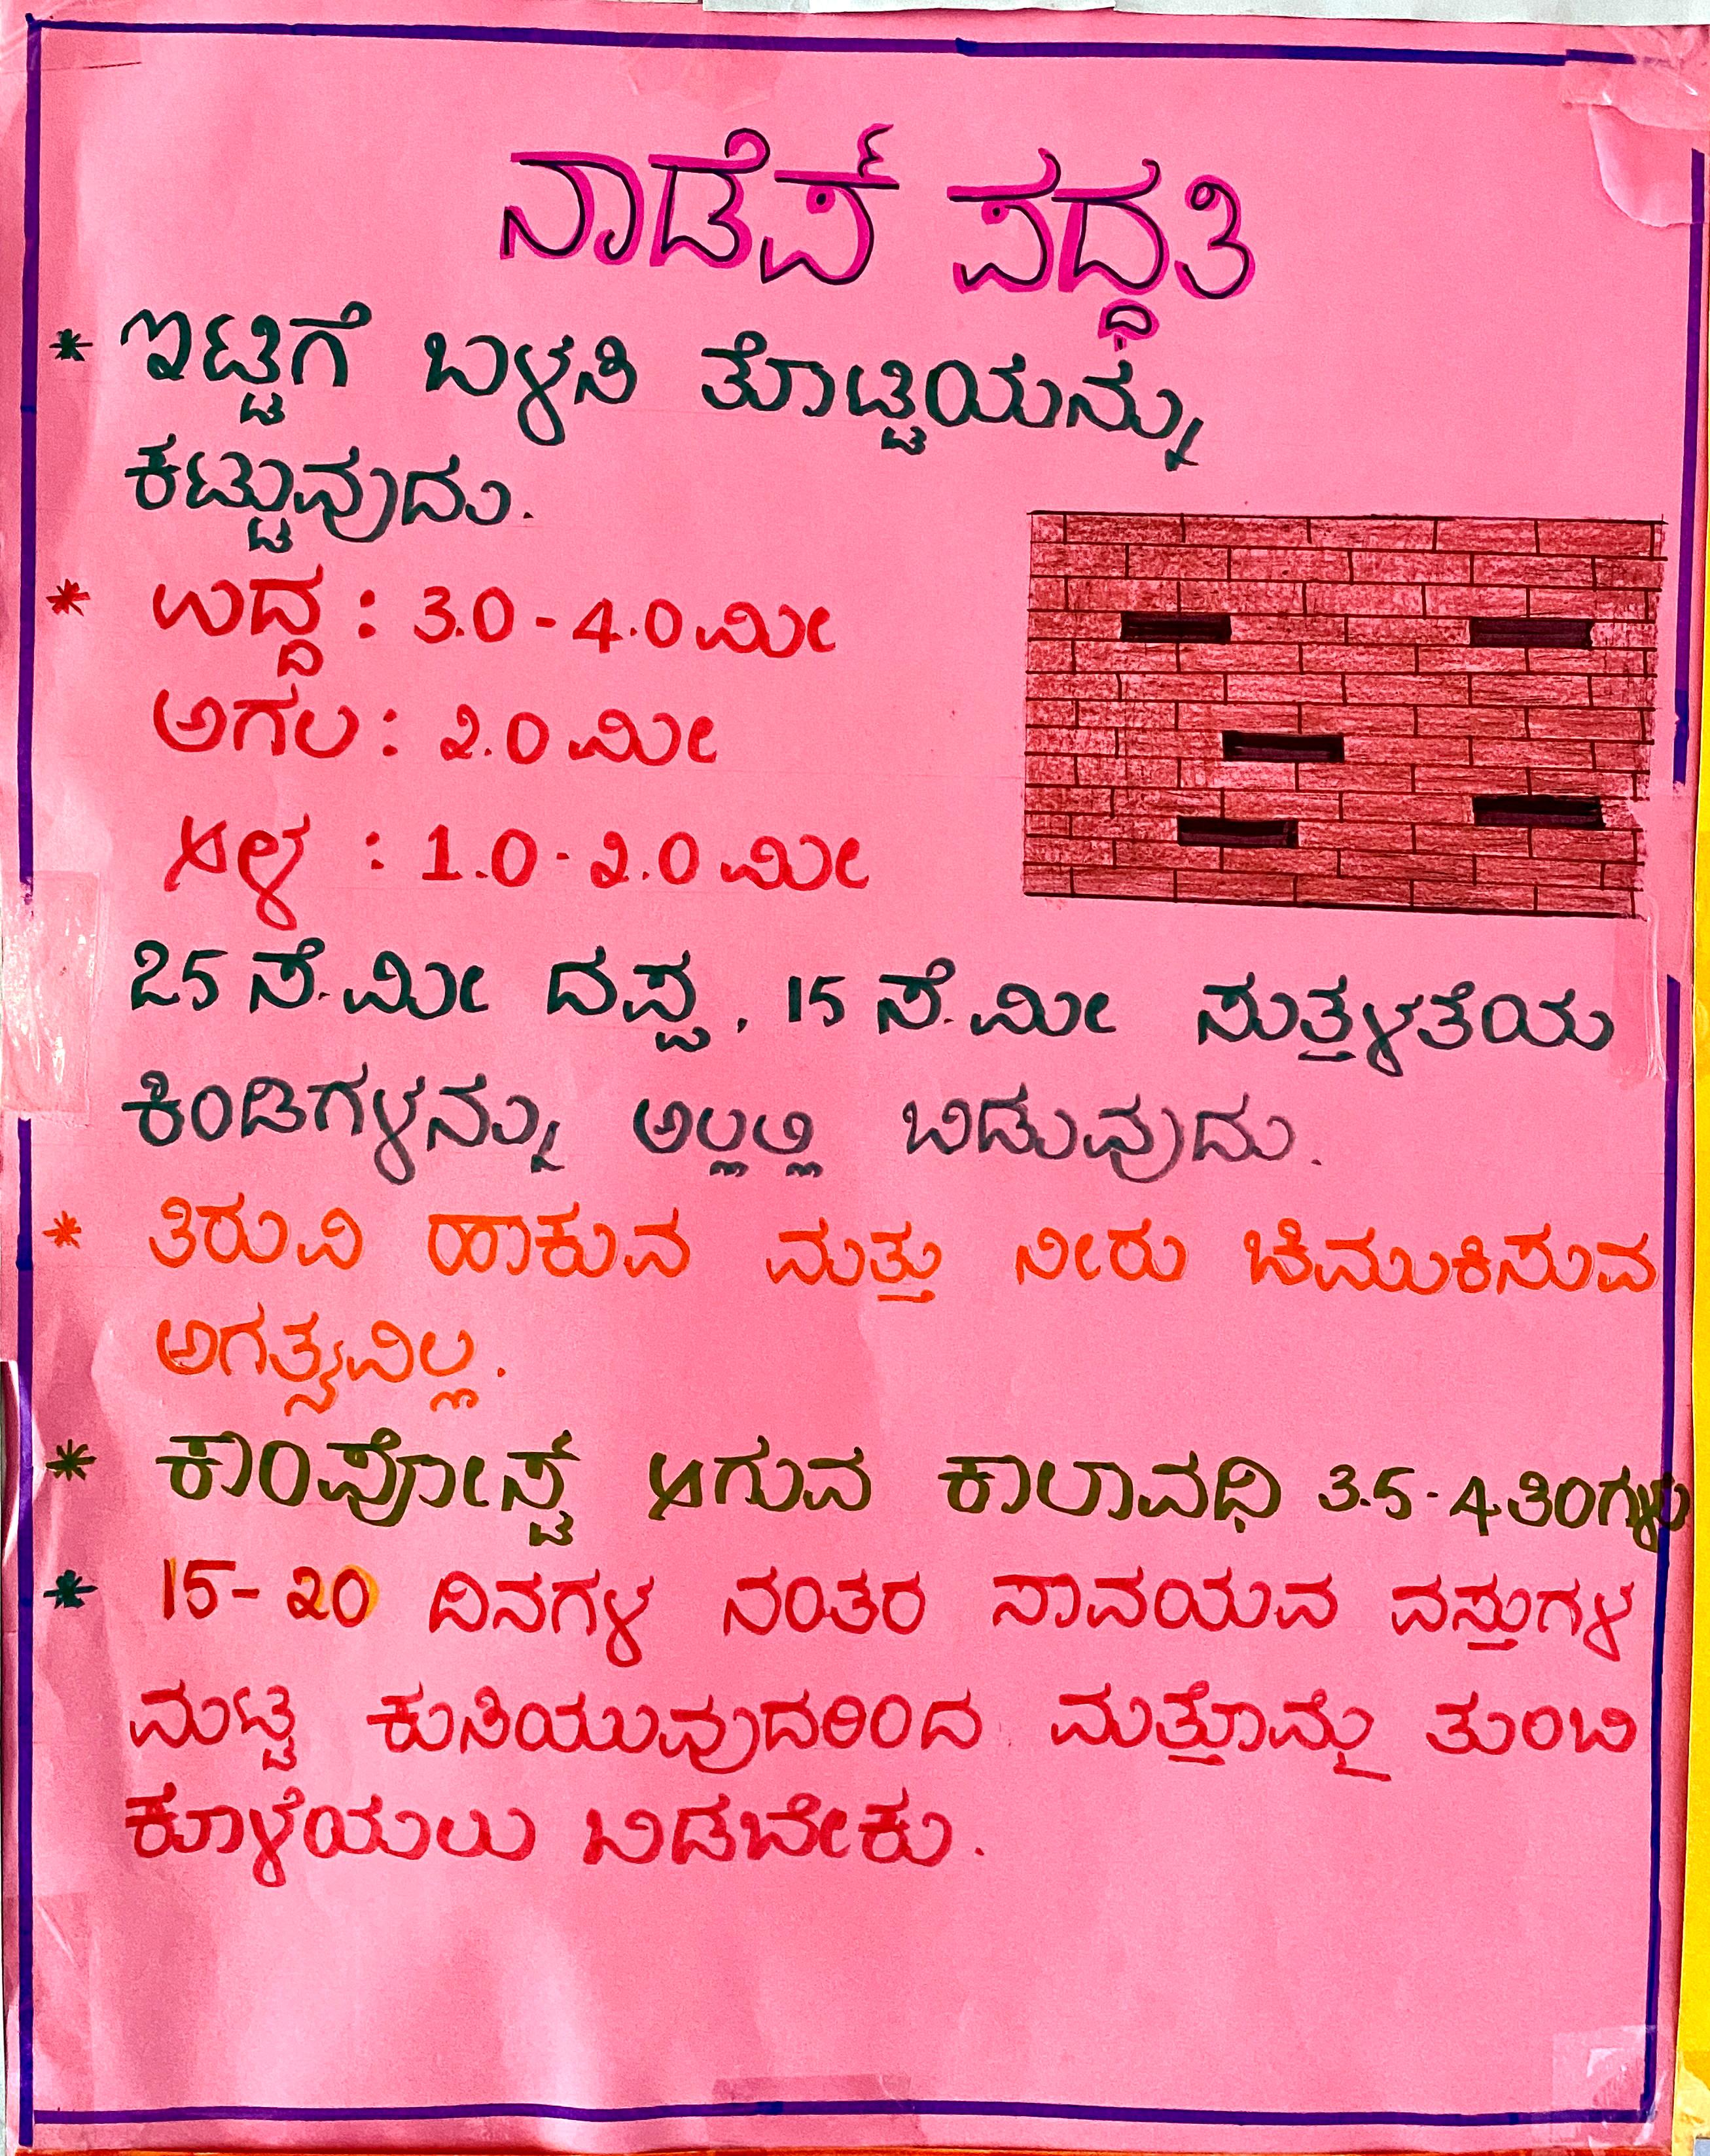 ನಾಡೆಪ್ ಪದ್ಧತಿ
* ಇಟ್ಟಿಗೆ ಬಳಸಿ ತೊಟ್ಟಿಯನ್ನು
ಕಟ್ಟುವುದು.
* ಉದ್ದ : 3.0 - 4.0 ಮೀ
ಅಗಲ : 2.0 ಮೀ
ಆಳ : 1.0 - 2.0 ಮೀ
25 ಸೆ.ಮೀ ದಪ್ಪ, 15 ಸೆ.ಮೀ ಸುತ್ತಳತೆಯ
ಕಿಂಡಿಗಳನ್ನು ಅಲ್ಲಲ್ಲಿ ಬಿಡುವುದು.
* ತಿರುವಿ ಹಾಕುವ ಮತ್ತು ನೀರು ಚಿಮುಕಿಸುವ
ಅಗತ್ಯವಿಲ್ಲ.
* ಕಾಂಪೋಸ್ಟ್ ಆಗುವ ಕಾಲಾವಧಿ 3.5 - 4 ತಿಂಗಳು
* 15 - 20 ದಿನಗಳ ನಂತರ ಸಾವಯವ ವಸ್ತುಗಳ
ಮಟ್ಟ ಕುಸಿಯುವುದರಿಂದ ಮತ್ತೊಮ್ಮೆ ತುಂಬಿ
ಕೊಳೆಯಲು ಬಿಡಬೇಕು.